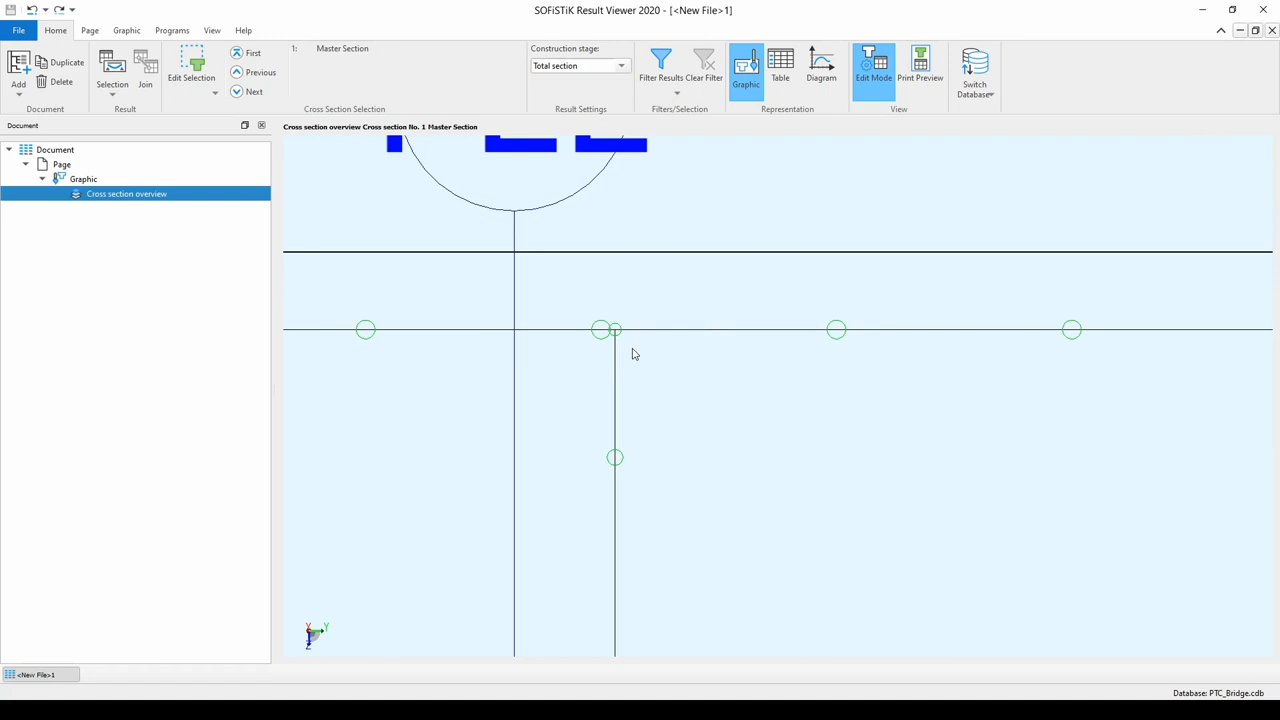 SOFiSTiK Result Viewer 2020 - [<New File>1]
File Home Page Graphic Programs View Help
Add
Duplicate
Delete
Document
Selection
Join
Result
Edit Selection
First
Previous
Next
1: Master Section
Cross Section Selection
Construction stage:
Total section
Result Settings
Filter Results
Clear Filter
Filters/Selection
Graphic
Table
Diagram
Representation
Edit Mode
Print Preview
View
Switch
Database
Document
Document
Page
Graphic
Cross section overview
Cross section overview Cross section No. 1 Master Section
Y
Y
Z
<New File>1
Database: PTC_Bridge.cdb